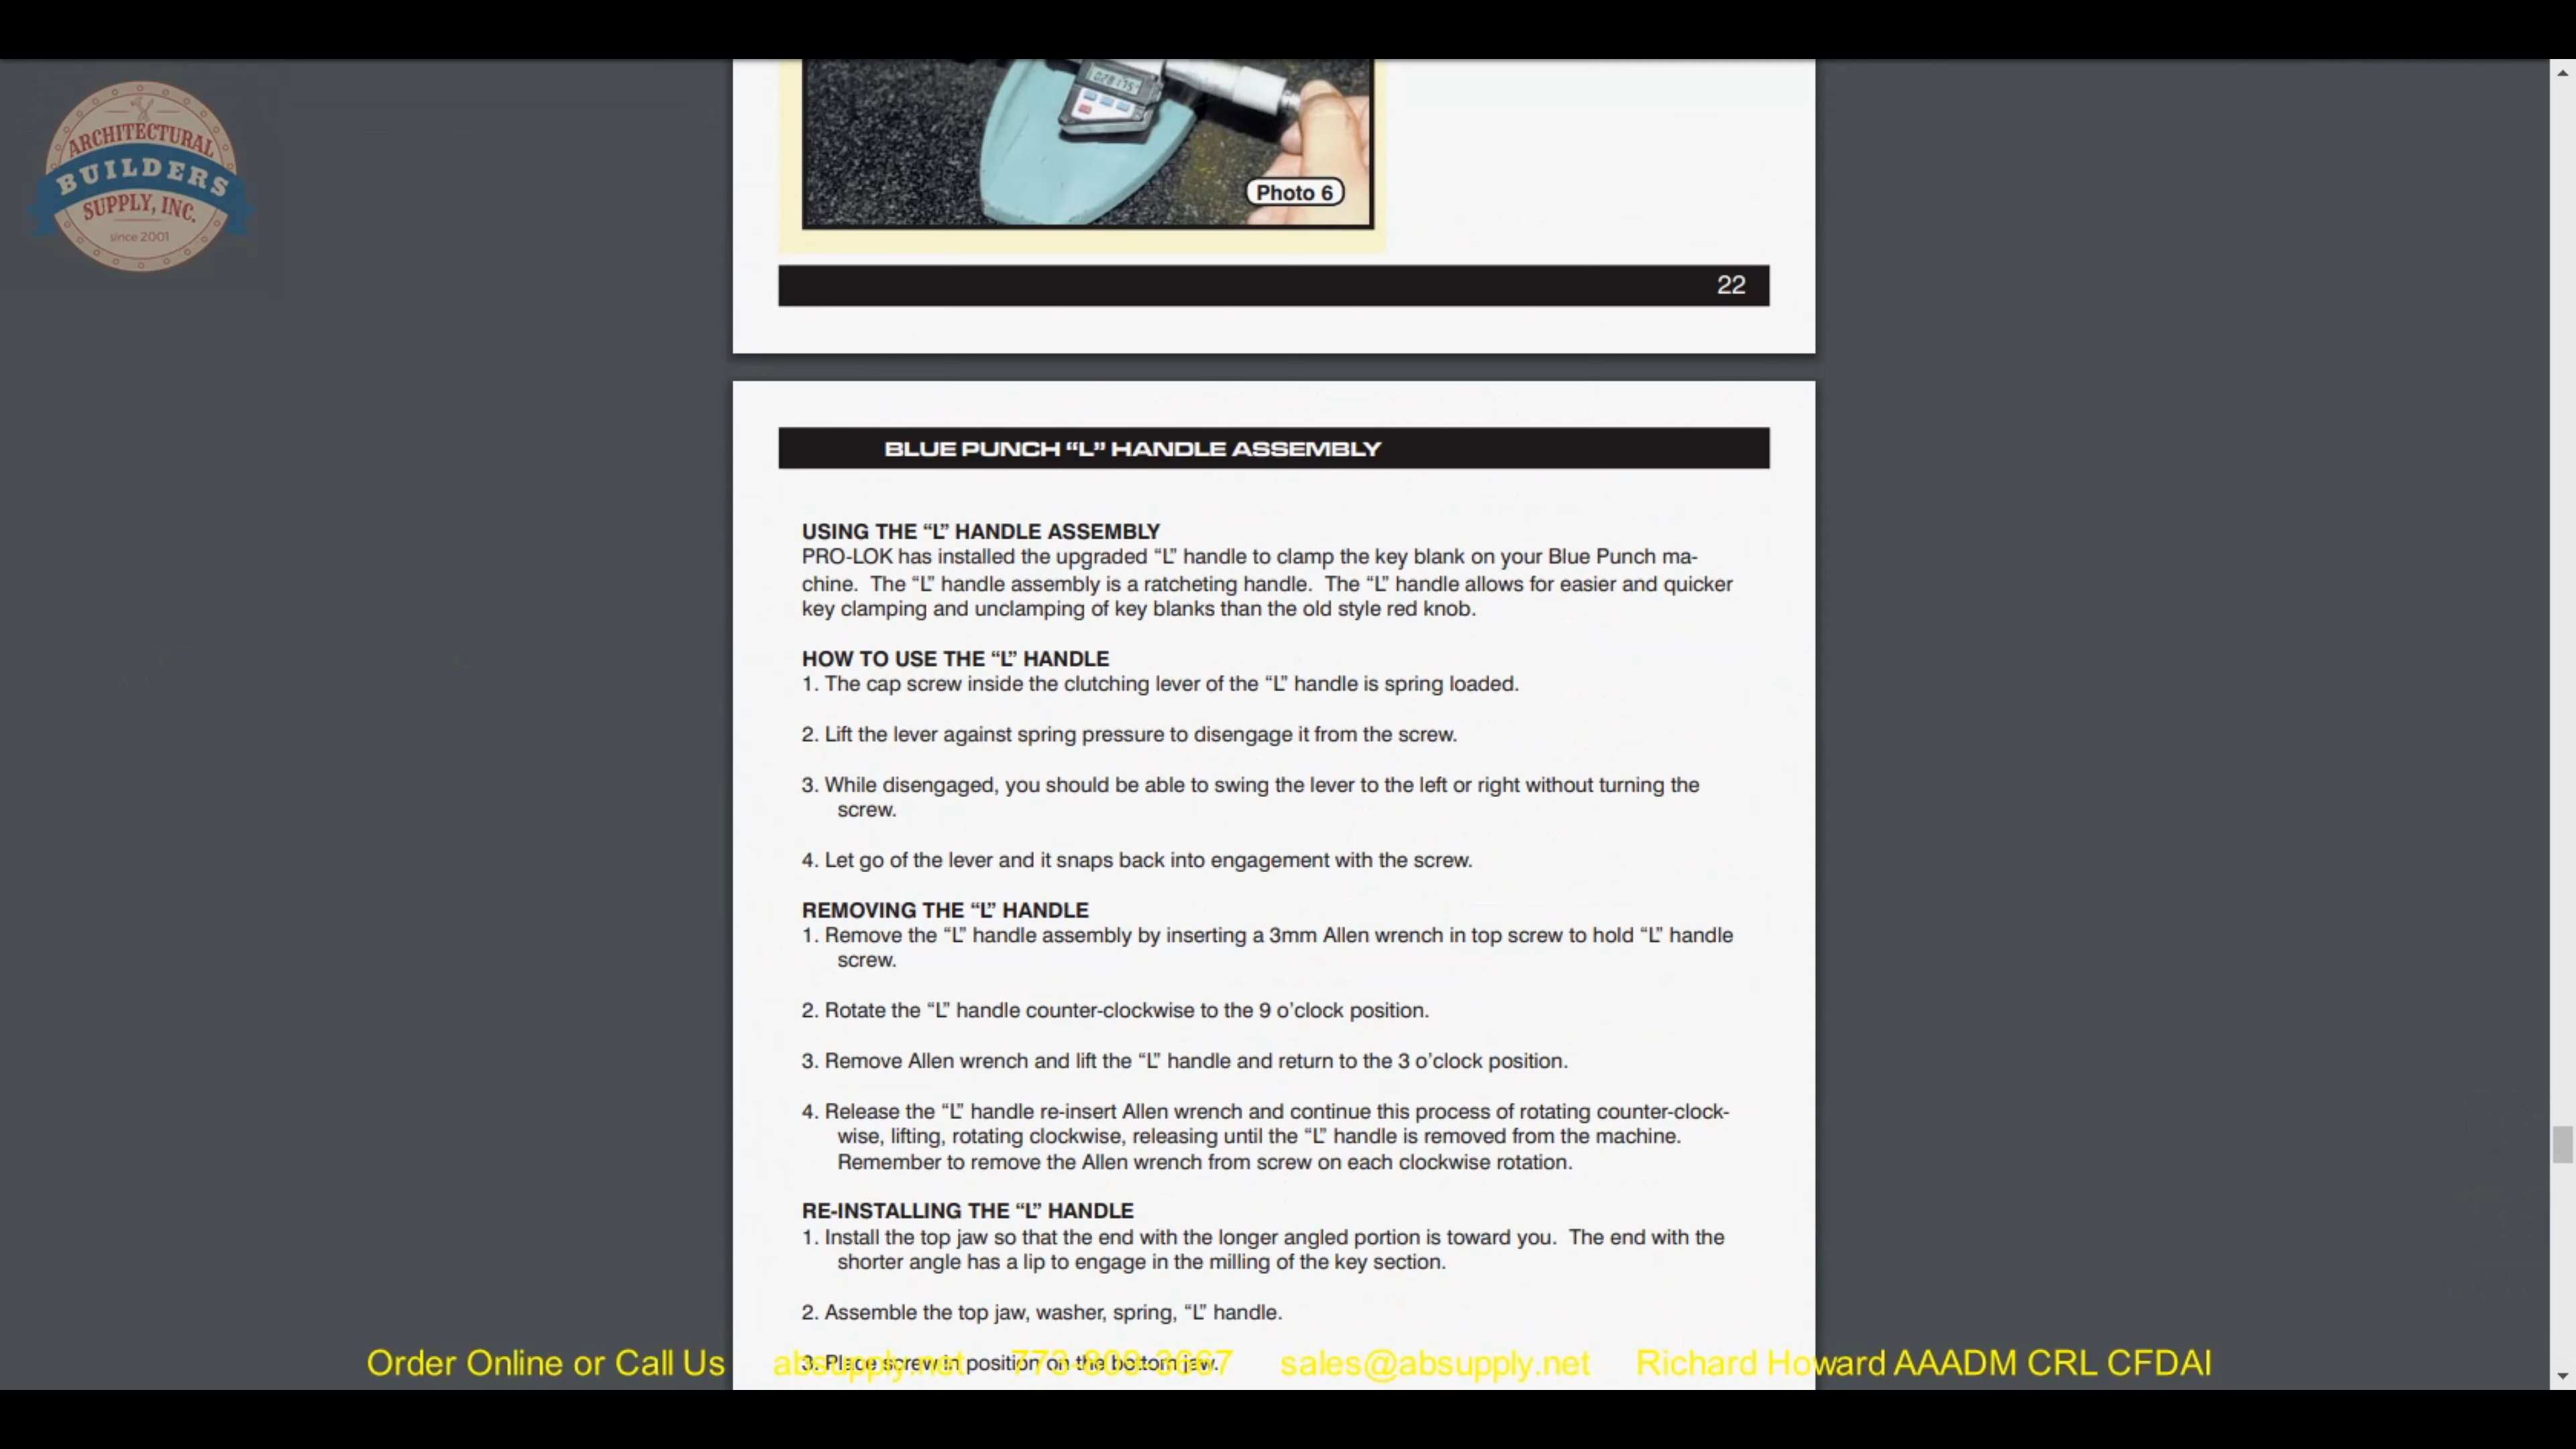 ARCHITECTURAL
BUILDERS
SUPPLY, INC.
since 2001
Photo 6
22
BLUE PUNCH “L” HANDLE ASSEMBLY
USING THE “L” HANDLE ASSEMBLY
PRO-LOK has installed the upgraded “L” handle to clamp the key blank on your Blue Punch ma-
chine. The “L” handle assembly is a ratcheting handle. The “L” handle allows for easier and quicker
key clamping and unclamping of key blanks than the old style red knob.
HOW TO USE THE “L” HANDLE
1. The cap screw inside the clutching lever of the “L” handle is spring loaded.
2. Lift the lever against spring pressure to disengage it from the screw.
3. While disengaged, you should be able to swing the lever to the left or right without turning the
screw.
4. Let go of the lever and it snaps back into engagement with the screw.
REMOVING THE “L” HANDLE
1. Remove the “L” handle assembly by inserting a 3mm Allen wrench in top screw to hold “L” handle
screw.
2. Rotate the “L” handle counter-clockwise to the 9 o’clock position.
3. Remove Allen wrench and lift the “L” handle and return to the 3 o’clock position.
4. Release the “L” handle re-insert Allen wrench and continue this process of rotating counter-clock-
wise, lifting, rotating clockwise, releasing until the “L” handle is removed from the machine.
Remember to remove the Allen wrench from screw on each clockwise rotation.
RE-INSTALLING THE “L” HANDLE
1. Install the top jaw so that the end with the longer angled portion is toward you. The end with the
shorter angle has a lip to engage in the milling of the key section.
2. Assemble the top jaw, washer, spring, “L” handle.
3. Place screw in position on the bottom jaw.
Order Online or Call Us absupply.net sales@absupply.net Richard Howard AAADM CRL CFDAI